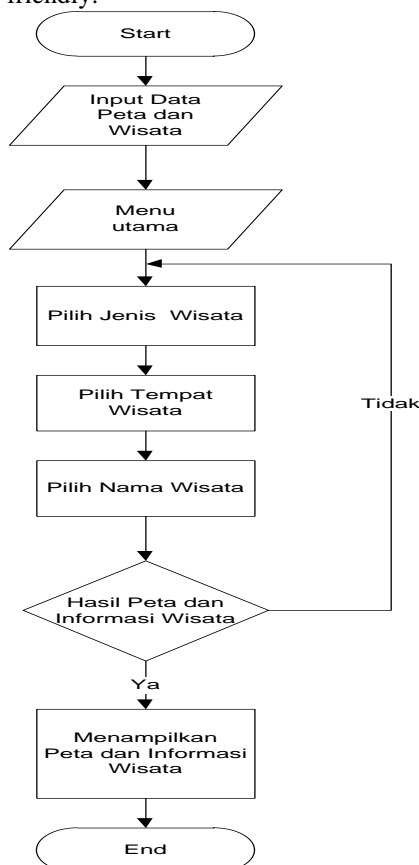 friendly.
Start
Input Data
Peta dan
Wisata
Menu
utama
Pilih Jenis Wisata
Pilih Tempat
Wisata
Tidak
Pilih Nama Wisata
Hasil Peta dan
Informasi Wisata
Ya
Menampilkan
Peta dan Informasi
Wisata
End